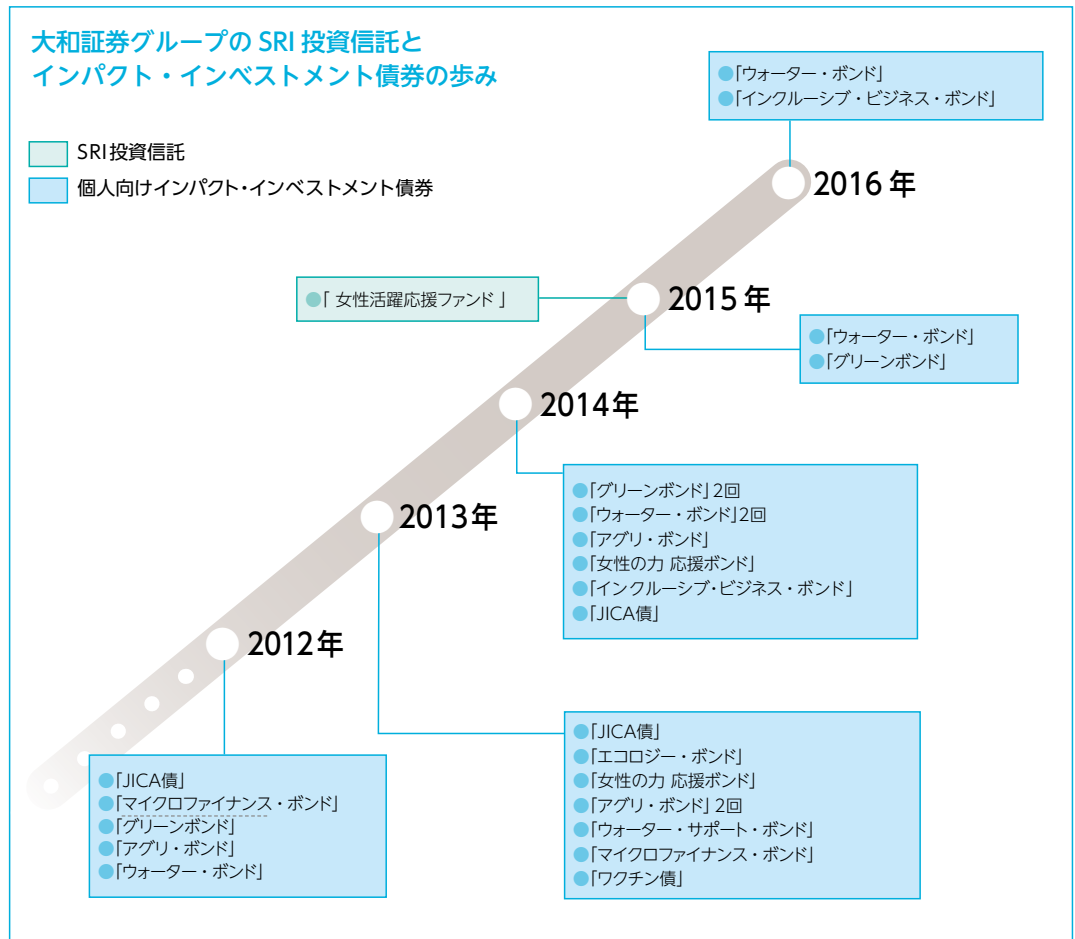 大和証券グループの SRI 投資信託と
インパクト・インベストメント債券の歩み
SRI投資信託
個人向けインパクト・インベストメント債券
●「ウォーター・ボンド」
●「インクルーシブ・ビジネス・ボンド」
2016 年
●「 女性活躍応援ファンド 」
2015 年
●「ウォーター・ボンド」
●「グリーンボンド」
2014年
●「グリーンボンド」2回
●「ウォーター・ボンド」2回
●「アグリ・ボンド」
●「女性の力 応援ボンド」
●「インクルーシブ・ビジネス・ボンド」
●「JICA債」
2013年
●「JICA債」
●「エコロジー・ボンド」
●「女性の力 応援ボンド」
●「アグリ・ボンド」2回
●「ウォーター・サポート・ボンド」
●「マイクロファイナンス・ボンド」
●「ワクチン債」
2012年
●「JICA債」
●「マイクロファイナンス・ボンド」
●「グリーンボンド」
●「アグリ・ボンド」
●「ウォーター・ボンド」